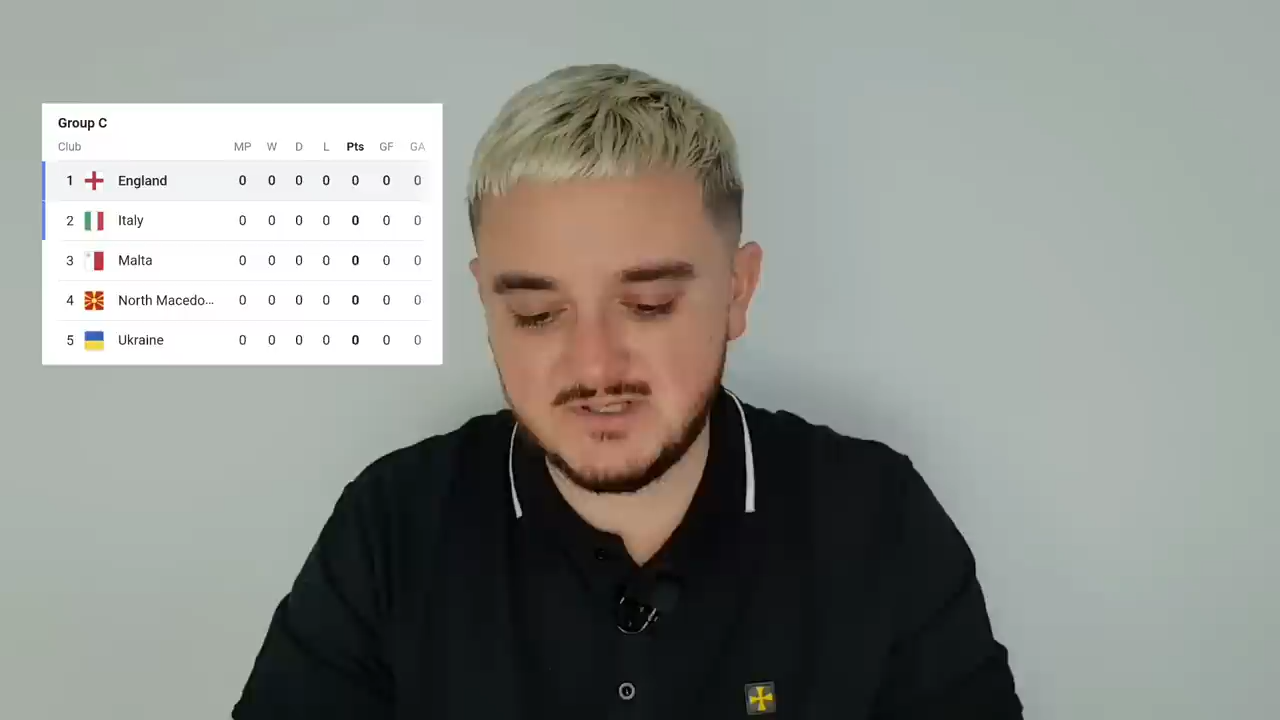 Group C
Club MP W D L Pts GF GA
1 England 0 0 0 0 0 0 0
2 Italy 0 0 0 0 0 0 0
3 Malta 0 0 0 0 0 0 0
4 North Macedo... 0 0 0 0 0 0 0
5 Ukraine 0 0 0 0 0 0 0